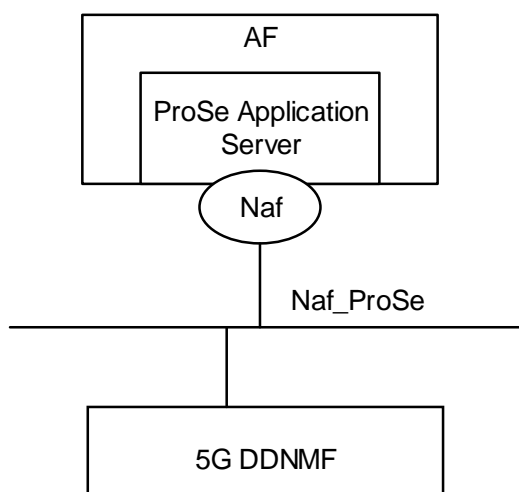 AF
ProSe Application
Server
Naf
Naf_ProSe
5G DDNMF